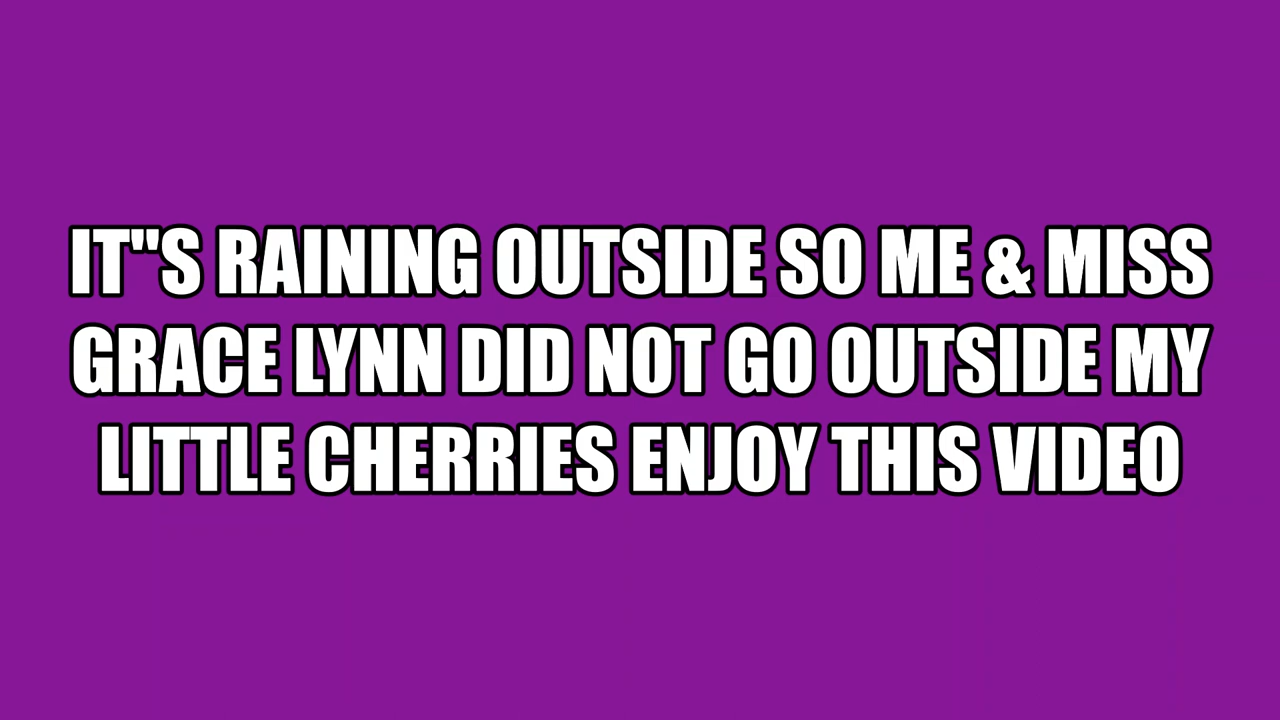 IT"S RAINING OUTSIDE SO ME & MISS
GRACE LYNN DID NOT GO OUTSIDE MY
LITTLE CHERRIES ENJOY THIS VIDEO